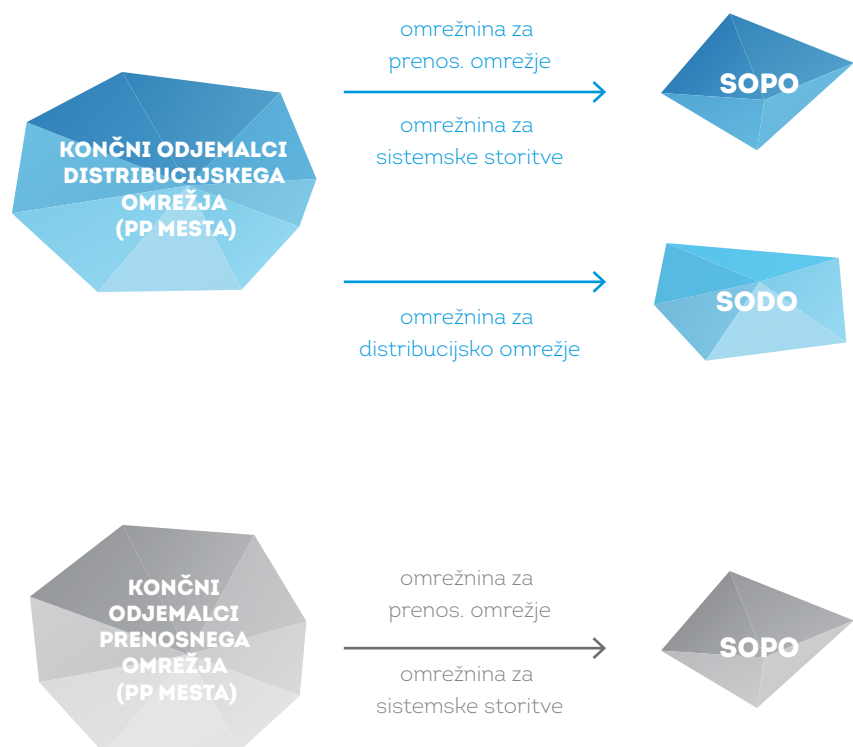 KONČNI ODJEMALCI
DISTRIBUCIJSKEGA
OMREŽJA
(PP MESTA)
omrežnina za
prenos. omrežje
omrežnina za
sistemske storitve
SOPO
omrežnina za
distribucijsko omrežje
SODO
KONČNI
ODJEMALCI
PRENOSNEGA
OMREŽJA
(PP MESTA)
omrežnina za
prenos. omrežje
omrežnina za
sistemske storitve
SOPO